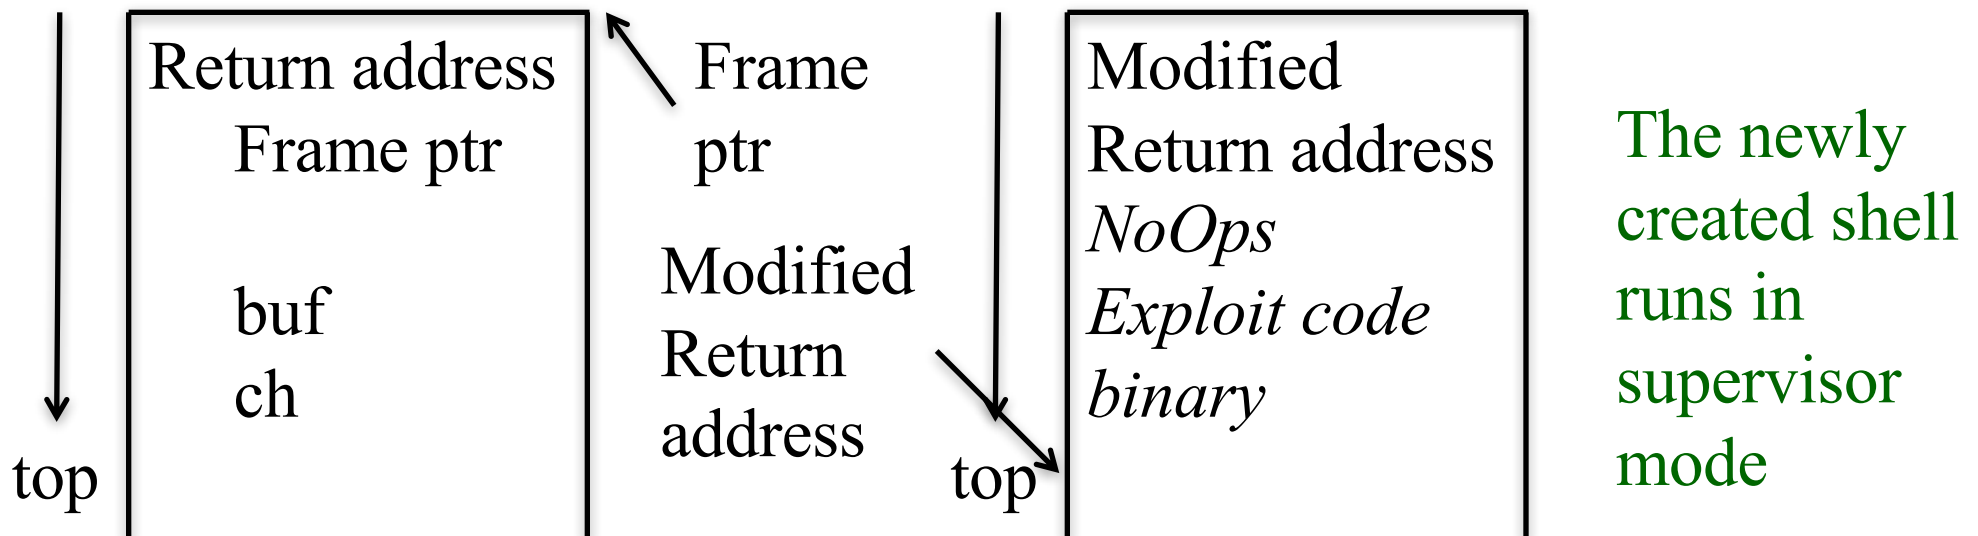 Return address
Frame ptr
buf
ch
top
Frame
ptr
Modified
Return
address
top
Modified
Return address
NoOps
Exploit code
binary
The newly
created shell
runs in
supervisor
mode